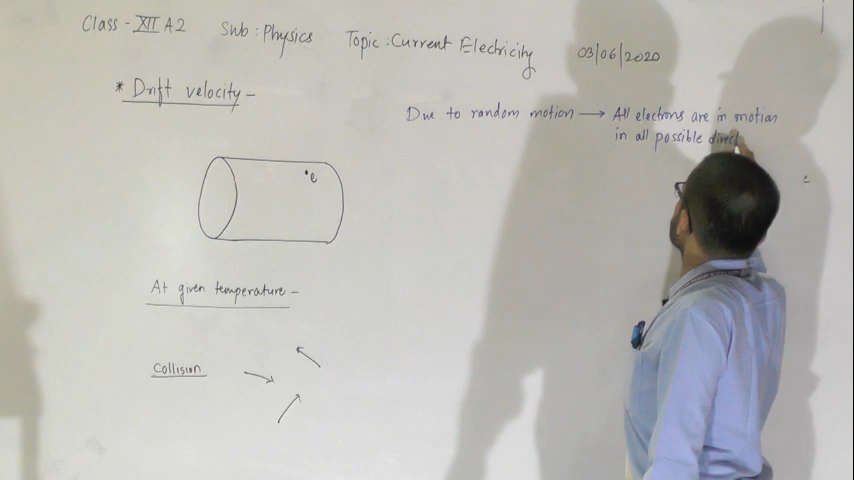 Class - XII A2 Sub : Physics Topic : Current Electricity 03/06/2020
* Drift velocity -
Due to random motion → All electrons are in motion
in all possible direct
e
At given temperature -
Collision